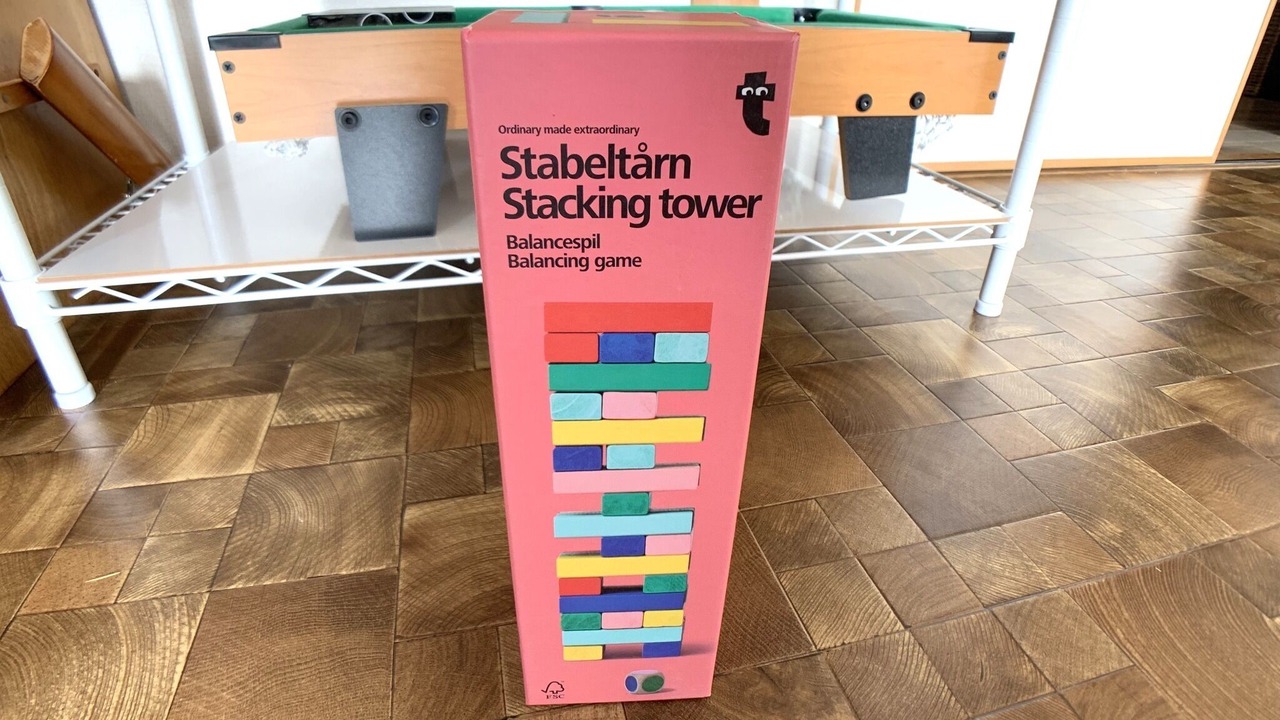 Ordinary made extraordinary
Stabeltårn
Stacking tower
Balancespil
Balancing game
FSC